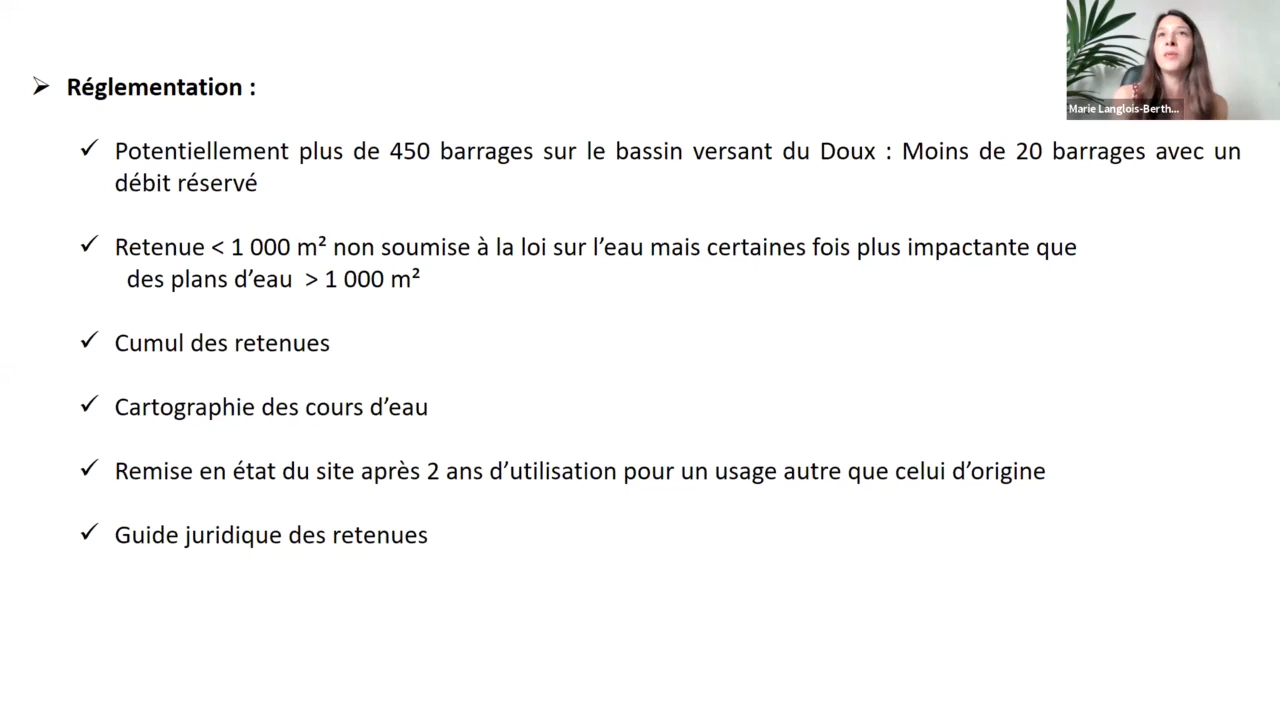 Marie Langlois-Berth...
➢ Réglementation :
✓ Potentiellement plus de 450 barrages sur le bassin versant du Doux : Moins de 20 barrages avec un
débit réservé
✓ Retenue < 1 000 m² non soumise à la loi sur l’eau mais certaines fois plus impactante que
des plans d’eau > 1 000 m²
✓ Cumul des retenues
✓ Cartographie des cours d’eau
✓ Remise en état du site après 2 ans d’utilisation pour un usage autre que celui d’origine
✓ Guide juridique des retenues